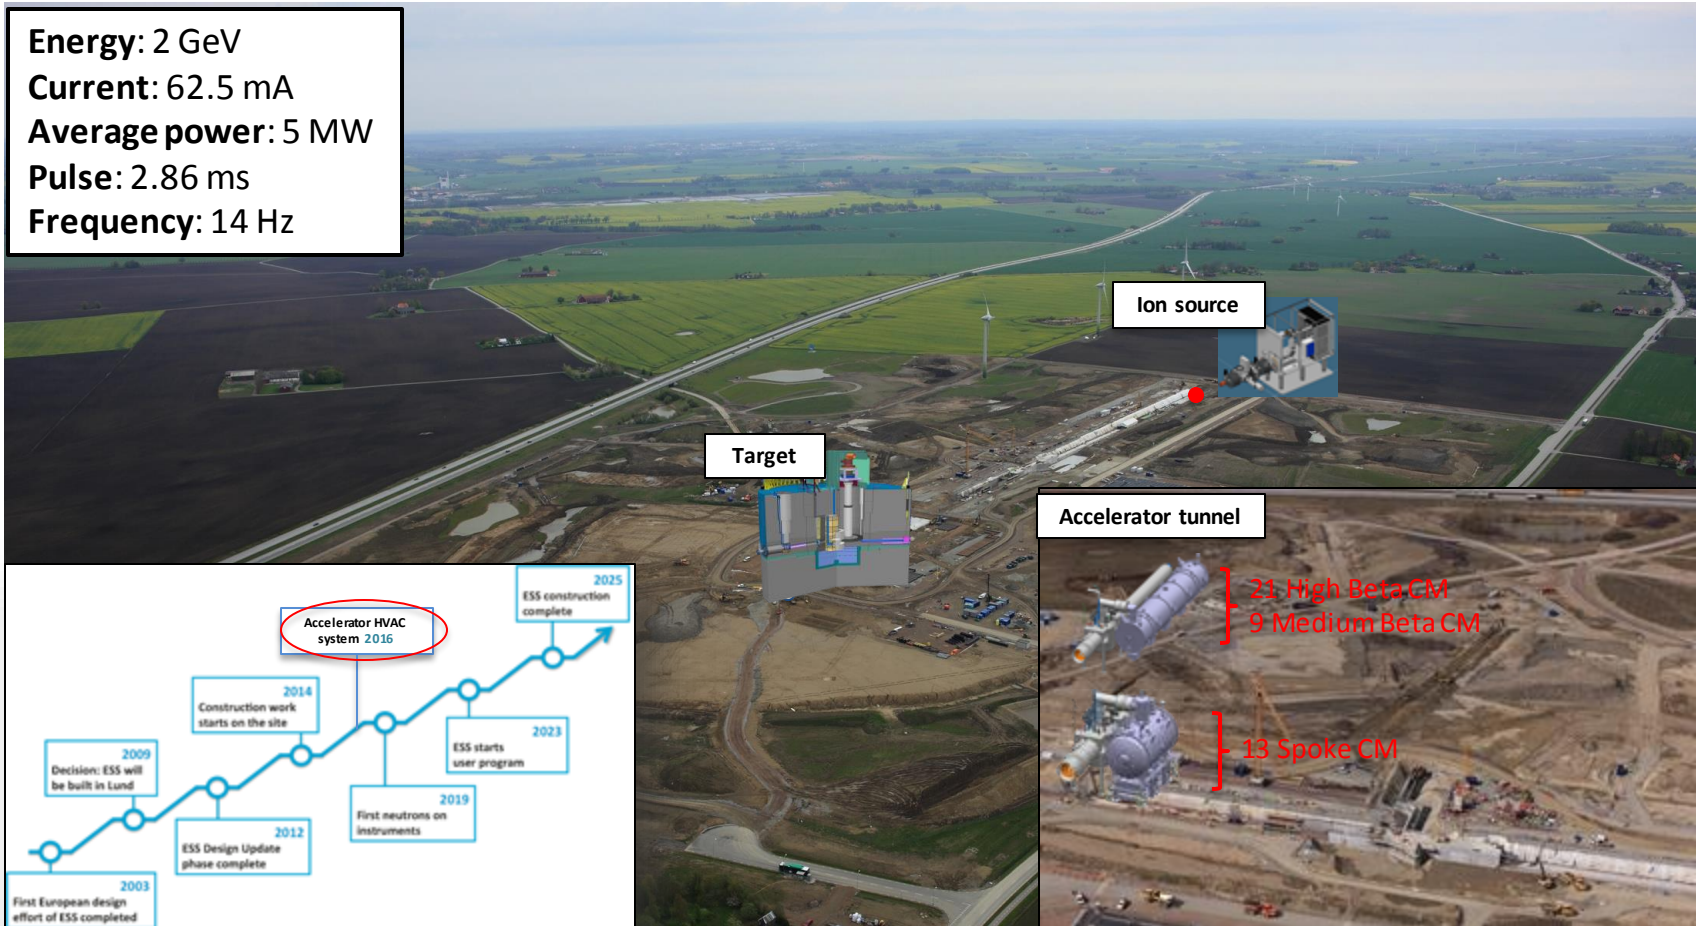 Energy: 2 GeV
Current: 62.5 mA
Average power: 5 MW
Pulse: 2.86 ms
Frequency: 14 Hz
Ion source
Target
Accelerator tunnel
21 High Beta CM
9 Medium Beta CM
13 Spoke CM
2025
ESS construction
complete
Accelerator HVAC
system 2016
2014
Construction work
starts on the site
2023
ESS starts
user program
2009
Decision: ESS will
be built in Lund
2019
First neutrons on
instruments
2012
ESS Design Update
phase complete
2003
First European design
effort of ESS completed